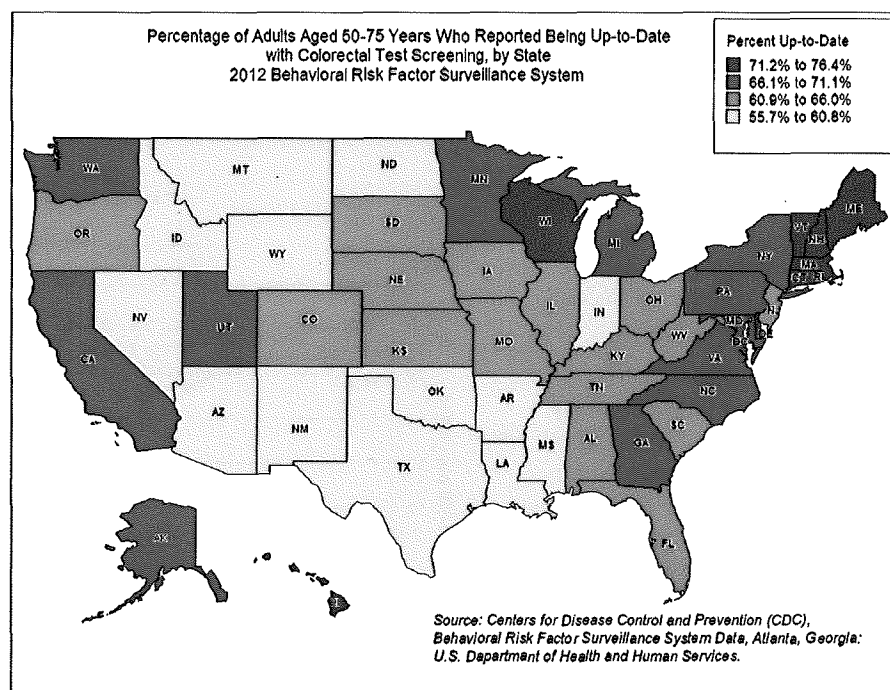 Percentage of Adults Aged 50-75 Years Who Reported Being Up-to-Date
with Colorectal Test Screening, by State
2012 Behavioral Risk Factor Surveillance System
Percent Up-to-Date
71.2% to 76.4%
66.1% to 71.1%
60.9% to 66.0%
55.7% to 60.8%
WA
MT
ND
MN
ME
VT
NH
OR
ID
SD
WI
MI
NY
MA
CT RI
WY
IA
PA
NE
NJ
NV
UT
CO
IL
IN
OH
MD
DE
DC
WV
VA
CA
KS
MO
KY
NC
TN
AZ
NM
OK
AR
SC
MS
AL
GA
TX
LA
FL
AK
Source: Centers for Disease Control and Prevention (CDC),
Behavioral Risk Factor Surveillance System Data, Atlanta, Georgia:
U.S. Department of Health and Human Services.